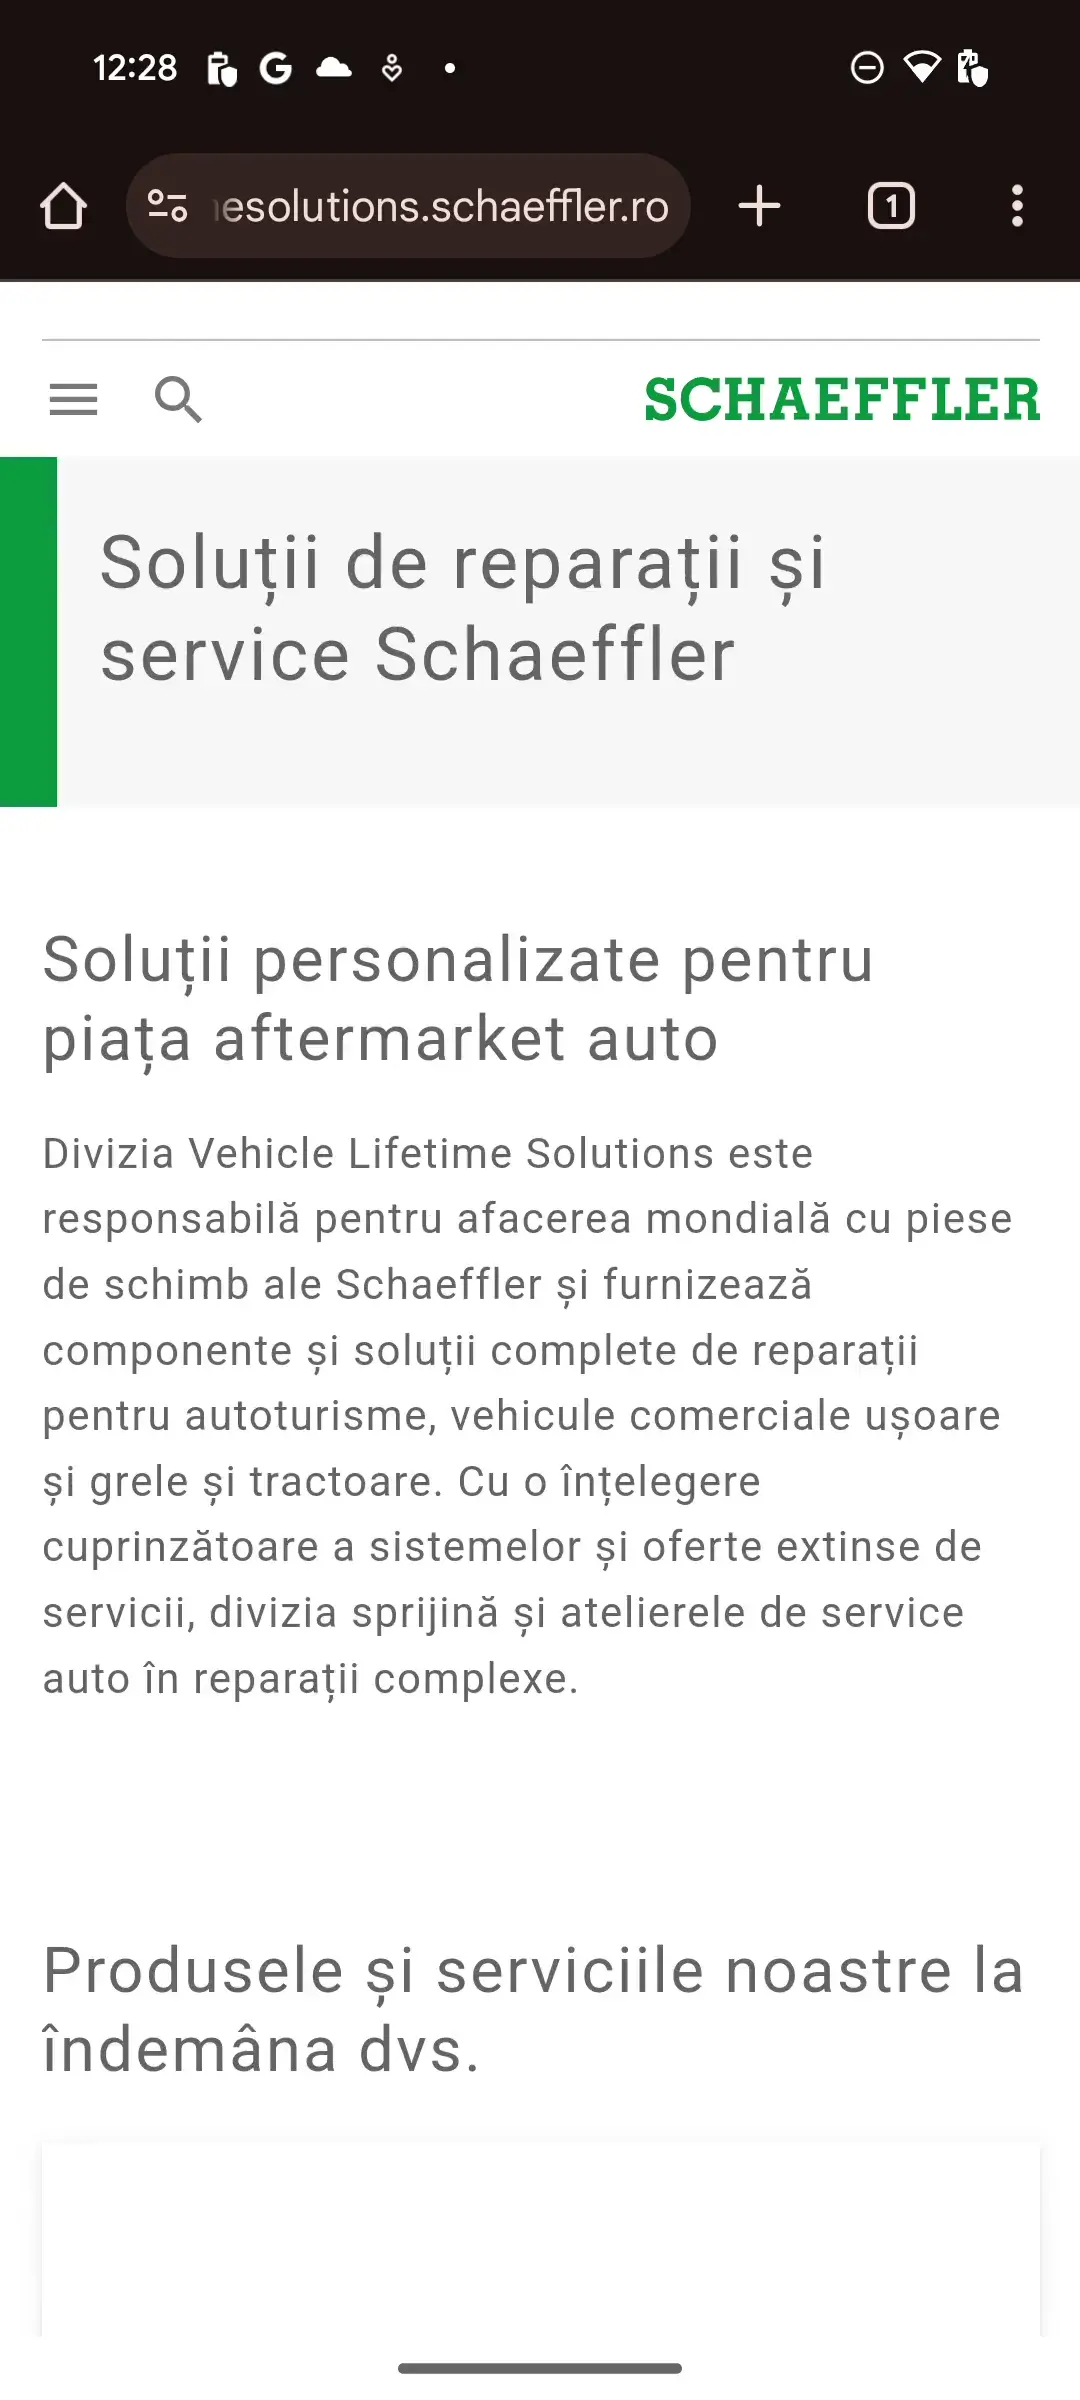 12:28
esolutions.schaeffler.ro
1
SCHAEFFLER
Soluții de reparații și
service Schaeffler
Soluții personalizate pentru
piața aftermarket auto
Divizia Vehicle Lifetime Solutions este
responsabilă pentru afacerea mondială cu piese
de schimb ale Schaeffler și furnizează
componente și soluții complete de reparații
pentru autoturisme, vehicule comerciale ușoare
și grele și tractoare. Cu o înțelegere
cuprinzătoare a sistemelor și oferte extinse de
servicii, divizia sprijină și atelierele de service
auto în reparații complexe.
Produsele și serviciile noastre la
îndemâna dvs.